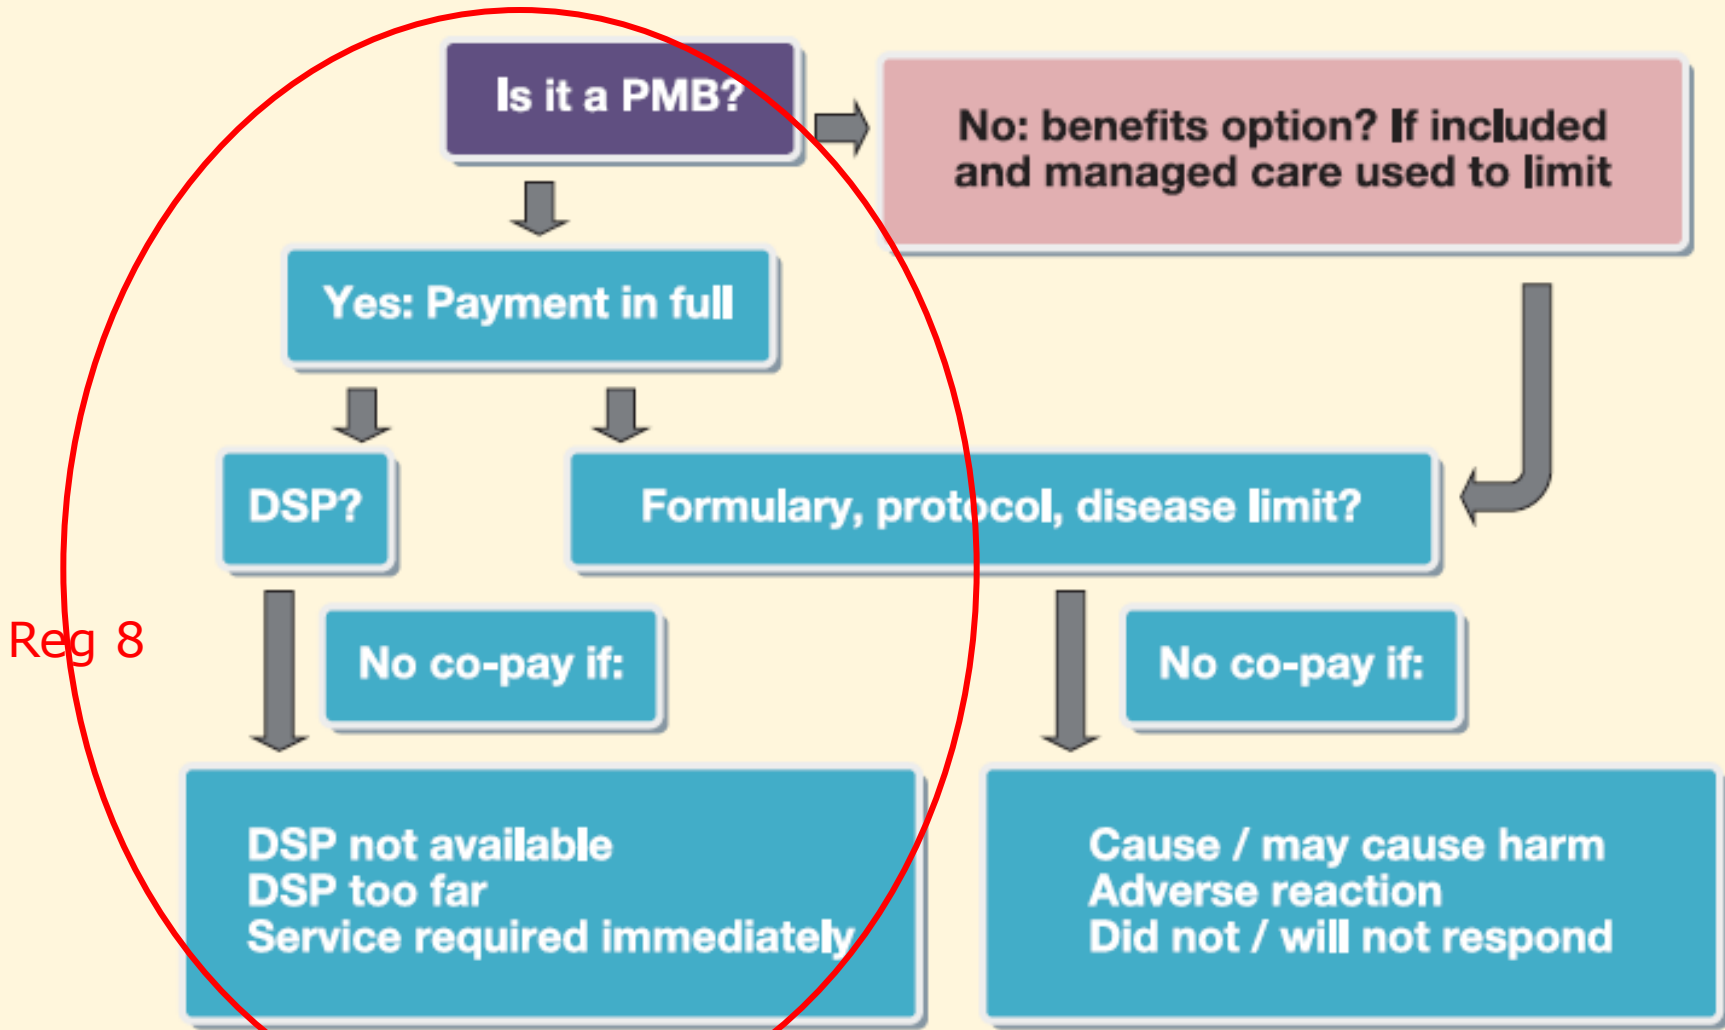 Is it a PMB?
No: benefits option? If included
and managed care used to limit
Yes: Payment in full
DSP?
Formulary, protocol, disease limit?
Reg 8
No co-pay if:
No co-pay if:
DSP not available
DSP too far
Service required immediately
Cause / may cause harm
Adverse reaction
Did not / will not respond